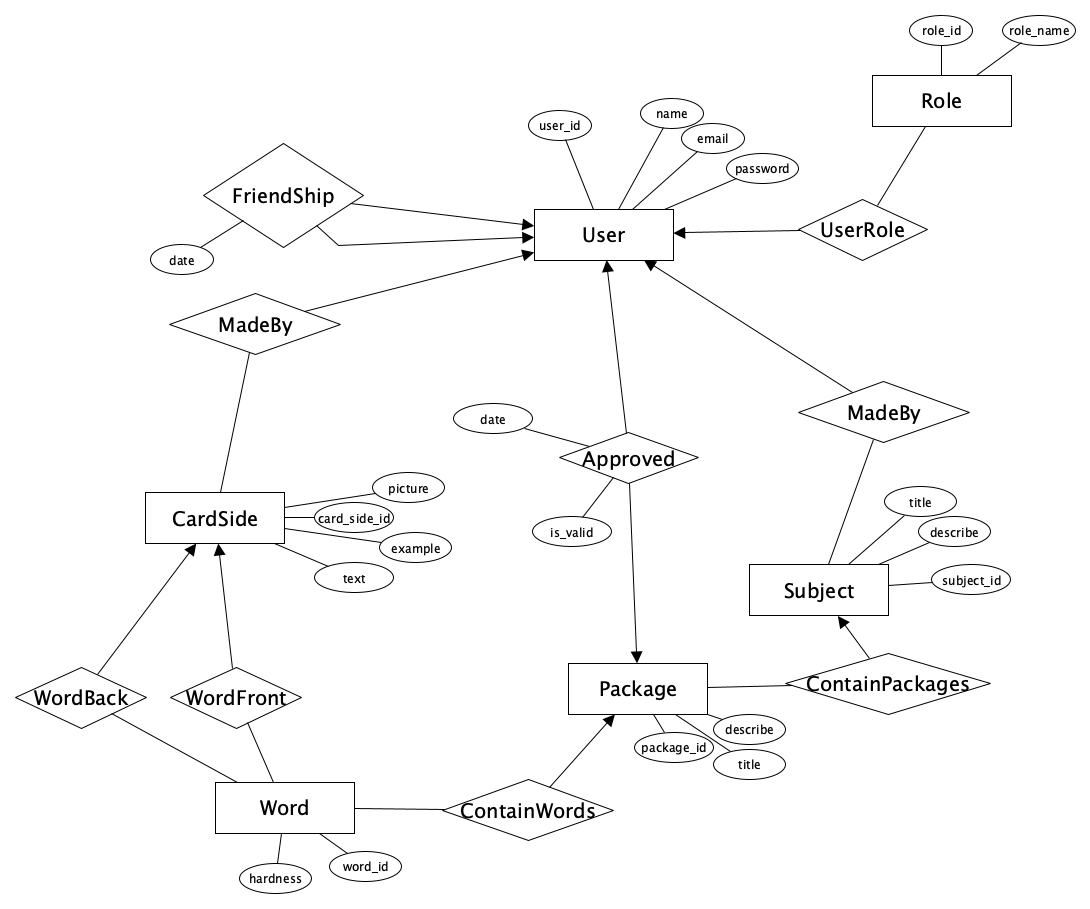 role_id
role_name
Role
name
user_id
email
password
FriendShip
User
UserRole
date
MadeBy
MadeBy
date
Approved
picture
card_side_id
CardSide
example
text
is_valid
title
describe
subject_id
Subject
WordBack
WordFront
Package
ContainPackages
describe
package_id
title
Word
ContainWords
word_id
hardness